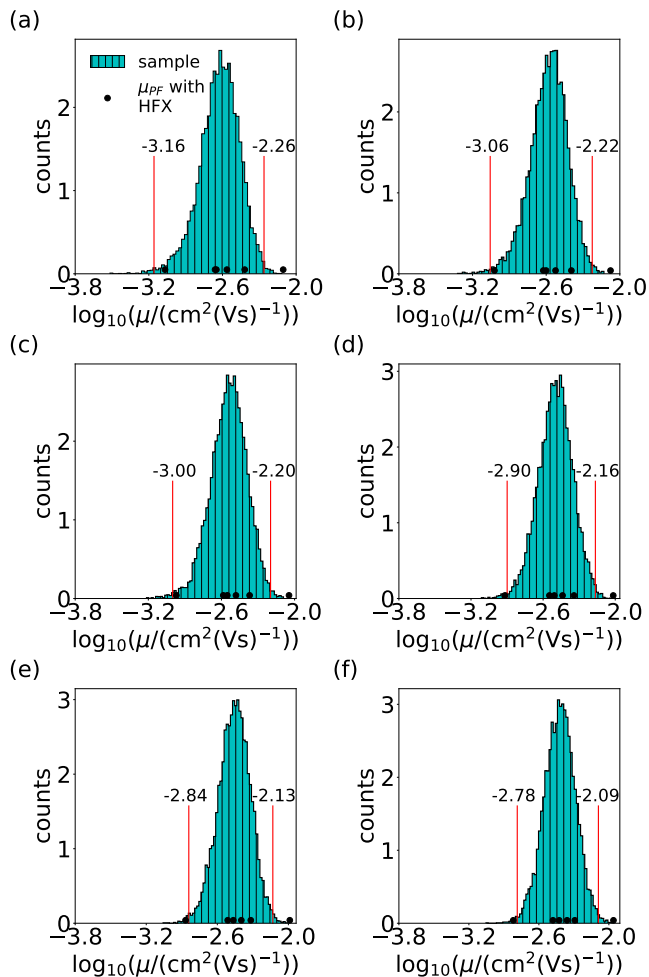 (a)
(b)
sample
μPF with
HFX
-3.16
-2.26
-3.06
-2.22
counts
counts
2
1
0
2
1
0
−3.8
−3.2
−2.6
−2.0
−3.8
−3.2
−2.6
−2.0
log10(μ/(cm2(Vs)−1))
log10(μ/(cm2(Vs)−1))
(c)
(d)
-3.00
-2.20
-2.90
-2.16
counts
counts
2
1
0
3
2
1
0
−3.8
−3.2
−2.6
−2.0
−3.8
−3.2
−2.6
−2.0
log10(μ/(cm2(Vs)−1))
log10(μ/(cm2(Vs)−1))
(e)
(f)
-2.84
-2.13
-2.78
-2.09
counts
counts
3
2
1
0
3
2
1
0
−3.8
−3.2
−2.6
−2.0
−3.8
−3.2
−2.6
−2.0
log10(μ/(cm2(Vs)−1))
log10(μ/(cm2(Vs)−1))